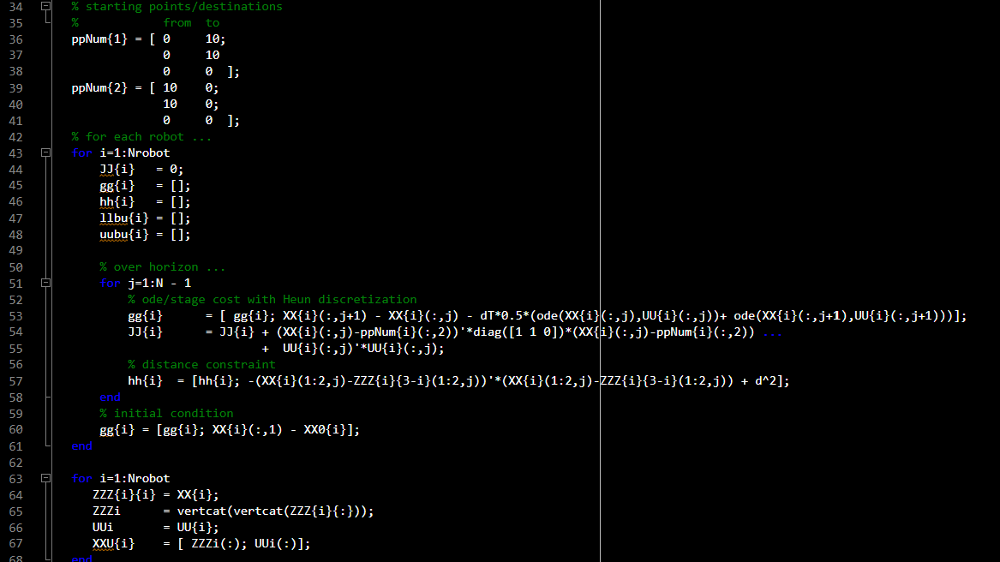 34 % starting points/destinations
35 % from to
36 ppNum{1} = [ 0 10;
37 0 10
38 0 0 ];
39 ppNum{2} = [ 10 0;
40 10 0;
41 0 0 ];
42 % for each robot ...
43 for i=1:Nrobot
44 JJ{i} = 0;
45 gg{i} = [];
46 hh{i} = [];
47 llbu{i} = [];
48 uubu{i} = [];
49
50 % over horizon ...
51 for j=1:N - 1
52 % ode/stage cost with Heun discretization
53 gg{i} = [ gg{i}; XX{i}(:,j+1) - XX{i}(:,j) - dT*0.5*(ode(XX{i}(:,j),UU{i}(:,j))+ ode(XX{i}(:,j+1),UU{i}(:,j+1)))];
54 JJ{i} = JJ{i} + (XX{i}(:,j)-ppNum{i}(:,2))'*diag([1 1 0])*(XX{i}(:,j)-ppNum{i}(:,2)) ...
55 + UU{i}(:,j)'*UU{i}(:,j);
56 % distance constraint
57 hh{i} = [hh{i}; -(XX{i}(1:2,j)-ZZZ{i}{3-i}(1:2,j))'*(XX{i}(1:2,j)-ZZZ{i}{3-i}(1:2,j)) + d^2];
58 end
59 % initial condition
60 gg{i} = [gg{i}; XX{i}(:,1) - XX0{i}];
61 end
62
63 for i=1:Nrobot
64 ZZZ{i}{i} = XX{i};
65 ZZZi = vertcat(vertcat(ZZZ{i}{:}));
66 UUi = UU{i};
67 XXU{i} = [ ZZZi(:); UUi(:)];
68 end